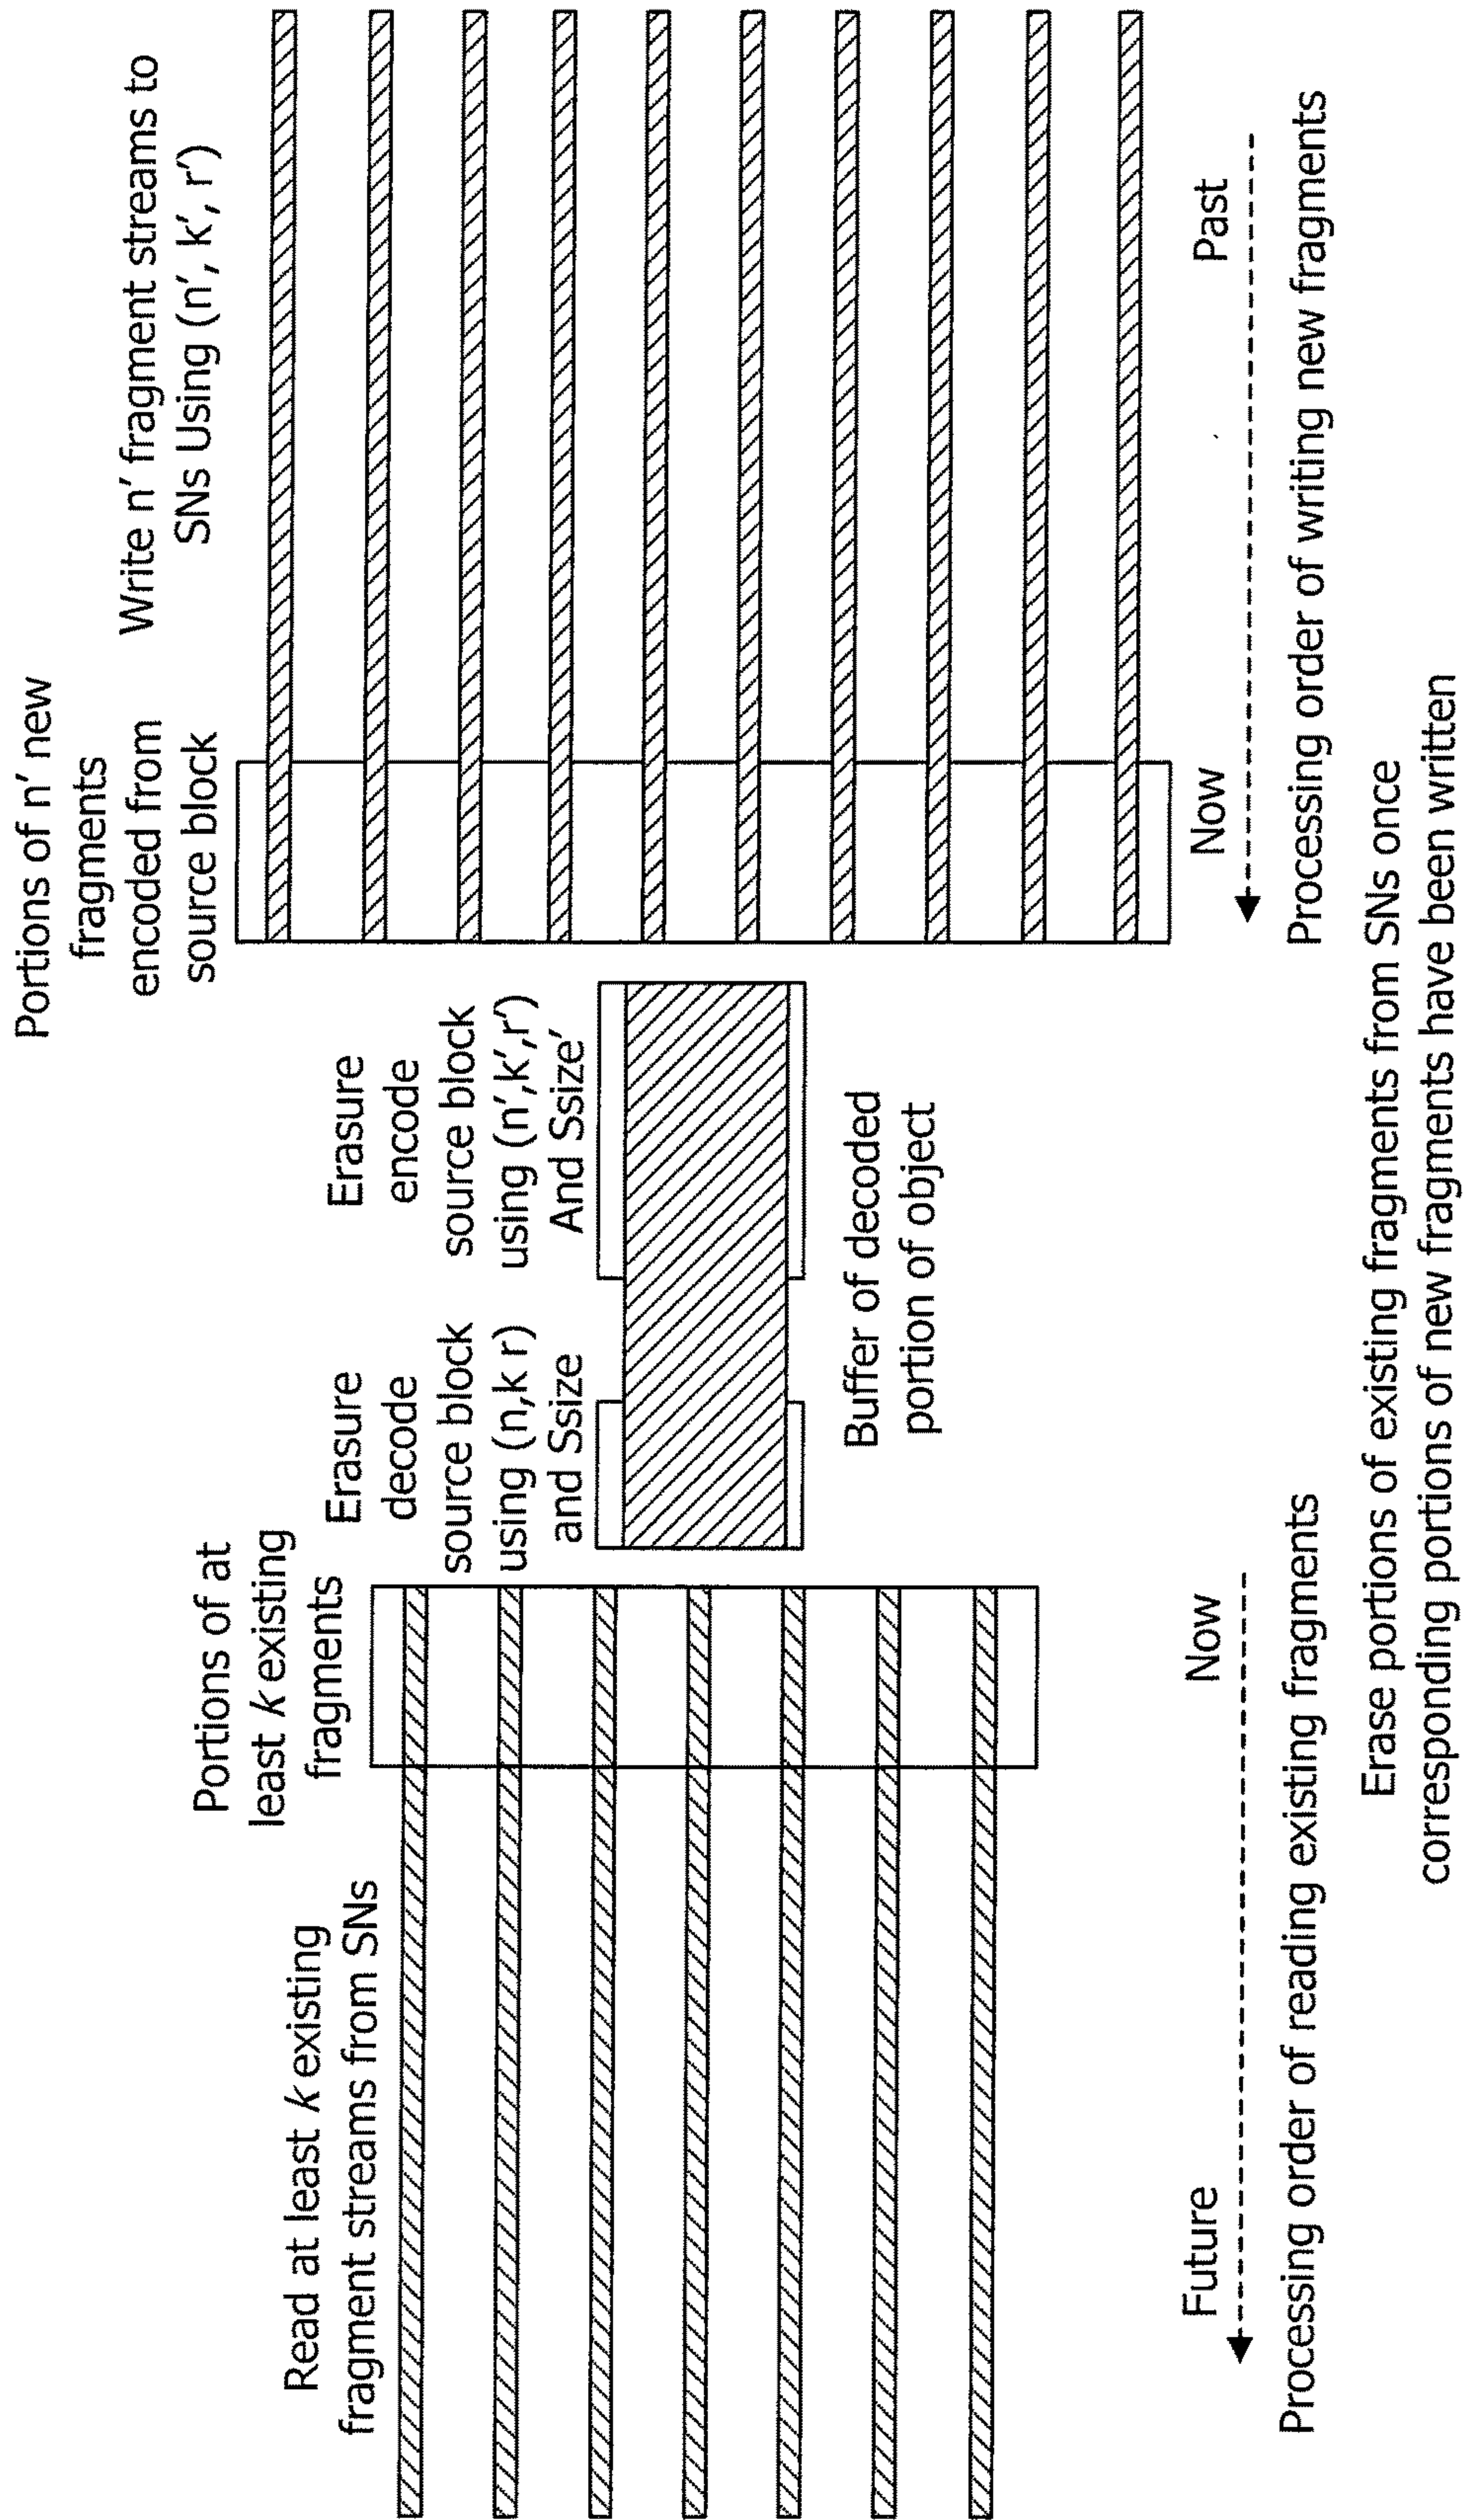 Read at least k existing
fragment streams from SNs
Portions of at
least k existing
fragments
Erasure
decode
source block
using (n,k r)
and Ssize
Erasure
encode
source block
using (n′,k′,r′)
And Ssize′
Portions of n′ new
fragments
encoded from
source block
Write n′ fragment streams to
SNs Using (n′, k′, r′)
Buffer of decoded
portion of object
Future
Now
Processing order of reading existing fragments
Now
Past
Processing order of writing new fragments
Erase portions of existing fragments from SNs once
corresponding portions of new fragments have been written